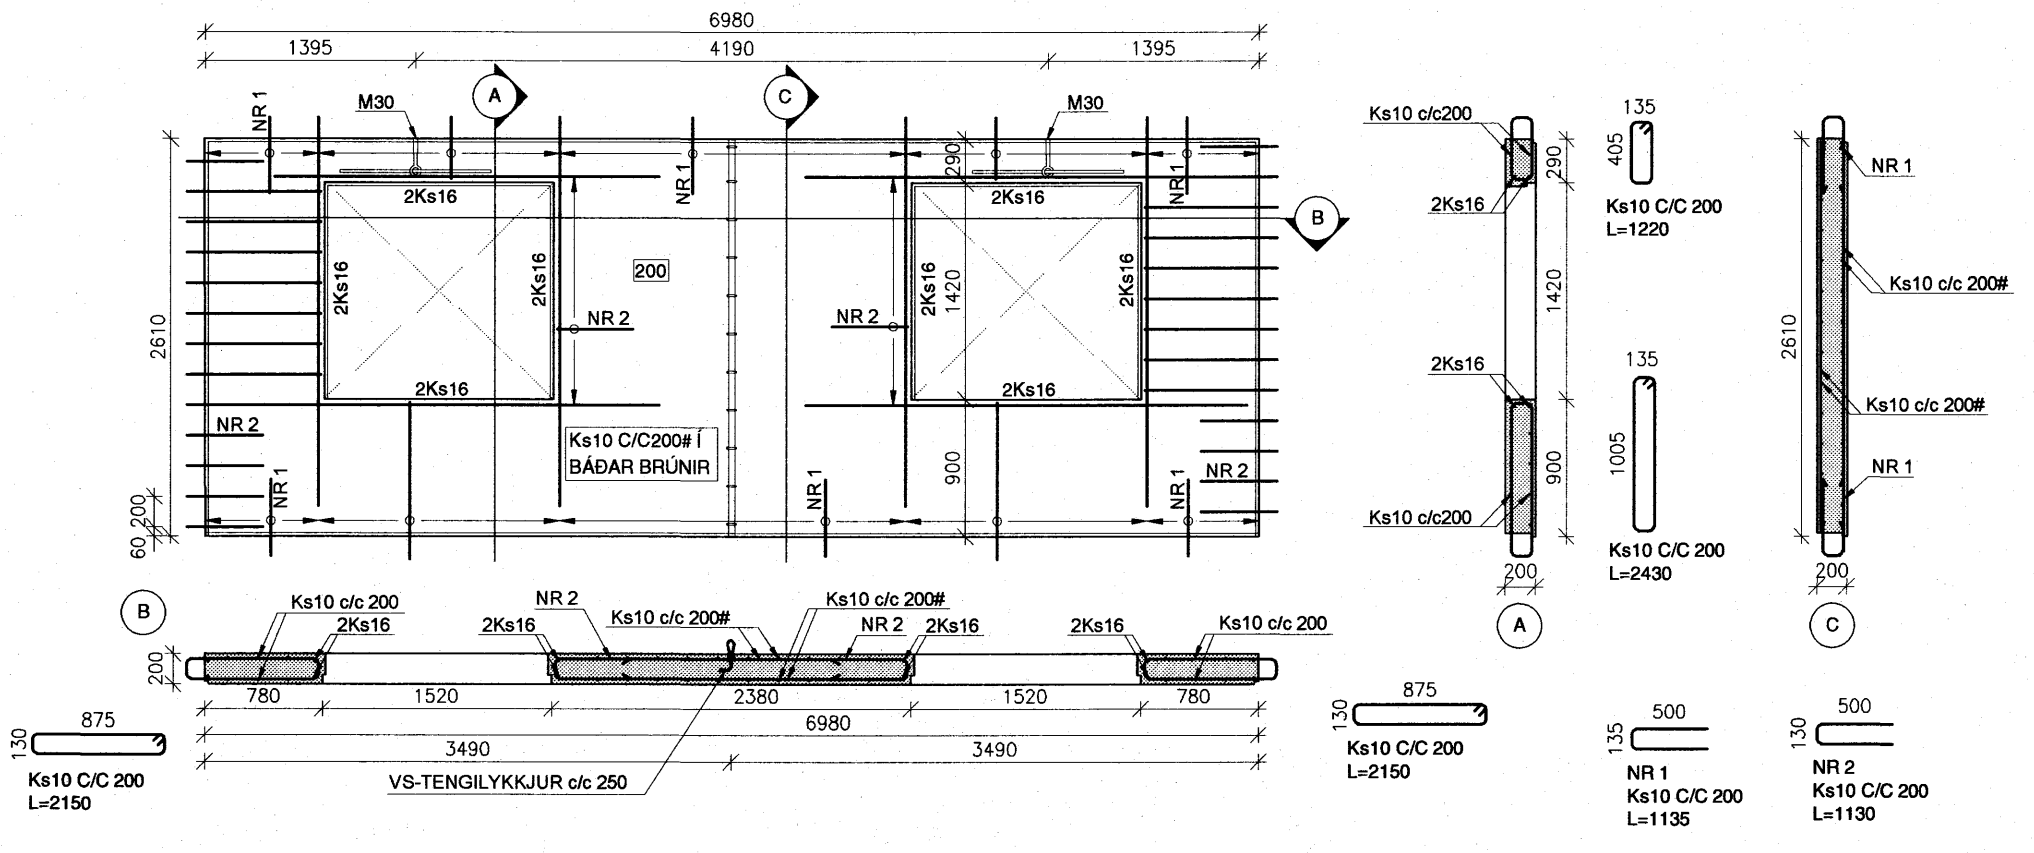 6980
1395
4190
1395
A
C
NR 1
M30
M30
290
NR 1
NR 1
2Ks16
2Ks16
B
2610
2Ks16
2Ks16
200
2Ks16
1420
2Ks16
NR 2
NR 2
2Ks16
2Ks16
NR 2
Ks10 C/C200# Í
BÁÐAR BRÚNIR
900
NR 1
NR 1
NR 1
NR 2
200
60
Ks10 c/c200
290
2Ks16
1420
2Ks16
900
Ks10 c/c200
200
A
135
405
Ks10 C/C 200
L=1220
135
1005
Ks10 C/C 200
L=2430
2610
NR 1
Ks10 c/c 200#
Ks10 c/c 200#
NR 1
200
C
B
Ks10 c/c 200
2Ks16
2Ks16
NR 2
Ks10 c/c 200#
Ks10 c/c 200#
NR 2
2Ks16
2Ks16
Ks10 c/c 200
200
780
1520
2380
1520
780
6980
3490
3490
VS-TENGILYKKJUR c/c 250
875
130
Ks10 C/C 200
L=2150
875
130
Ks10 C/C 200
L=2150
500
135
NR 1
Ks10 C/C 200
L=1135
500
130
NR 2
Ks10 C/C 200
L=1130